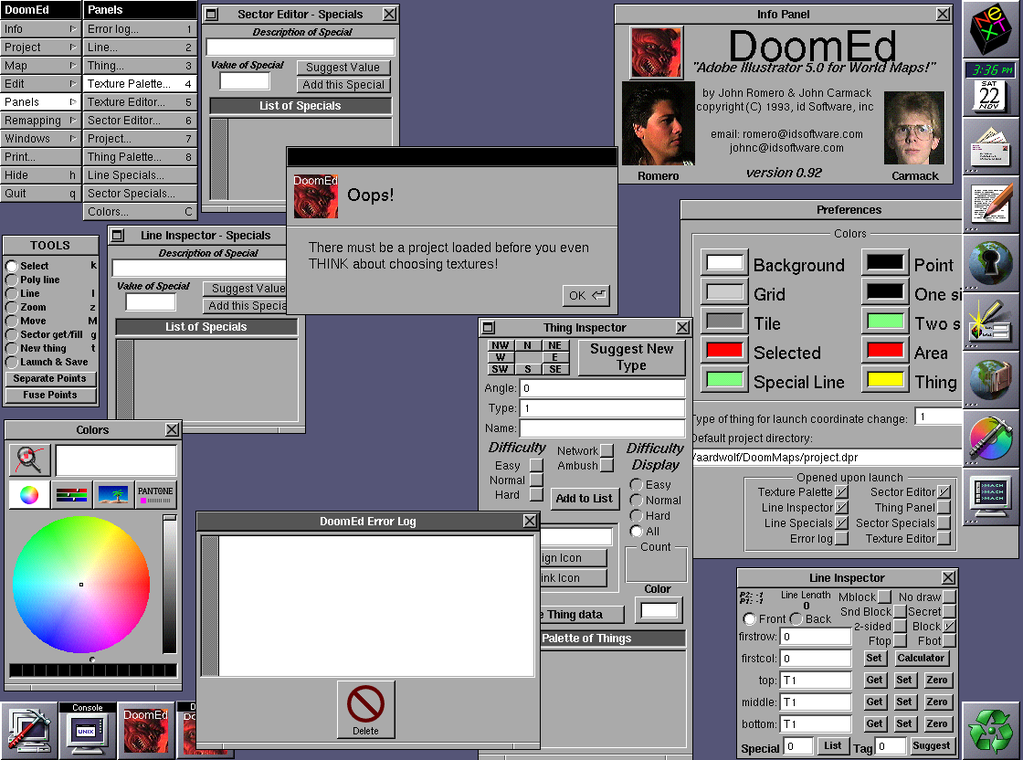 DoomEd
Info
Project
Map
Edit
Panels
Remapping
Windows
Print...
Hide h
Quit q
Panels
Error log... 1
Line... 2
Thing... 3
Texture Palette... 4
Texture Editor... 5
Sector Editor... 6
Project... 7
Thing Palette... 8
Line Specials...
Sector Specials...
Colors... C
Sector Editor - Specials
Description of Special
Value of Special
Suggest Value
Add this Special
List of Specials
Info Panel
DoomEd
"Adobe Illustrator 5.0 for World Maps!"
by John Romero & John Carmack
copyright (C) 1993, id Software, inc
email: romero@idsoftware.com
johnc@idsoftware.com
version 0.92
Romero
Carmack
NeXT
3:36 PM
SAT
22
NOV
DoomEd
Oops!
There must be a project loaded before you even
THINK about choosing textures!
OK
TOOLS
Select k
Poly line
Line l
Zoom z
Move M
Sector get/fill g
New thing t
Launch & Save
Separate Points
Fuse Points
Line Inspector - Specials
Description of Special
Value of Special
Suggest Value
Add this Specia
List of Specials
Preferences
Colors
Background
Point
Grid
One si
Tile
Two s
Selected
Area
Special Line
Thing
Type of thing for launch coordinate change: 1
Default project directory:
/aardwolf/DoomMaps/project.dpr
Opened upon launch
Texture Palette
Sector Editor
Line Inspector
Thing Panel
Line Specials
Sector Specials
Error log
Texture Editor
Thing Inspector
NW N NE
W E
SW S SE
Suggest New
Type
Angle: 0
Type: 1
Name:
Difficulty
Easy
Normal
Hard
Network
Ambush
Add to List
Difficulty
Display
Easy
Normal
Hard
All
Count
ign Icon
ink Icon
Color
e Thing data
Palette of Things
Colors
PANTONE
DoomEd Error Log
Delete
Line Inspector
P2: -1
P1: -1
Line Length
0
Mblock
No draw
Snd Block
Secret
Front
Back
2-sided
Block
Ftop
Fbot
firstrow: 0
firstcol: 0
Set
Calculator
top: T1 Get Set Zero
middle: T1 Get Set Zero
bottom: T1 Get Set Zero
Special 0 List Tag 0 Suggest
MACH
Console
UNIX
DoomEd
D
Doo